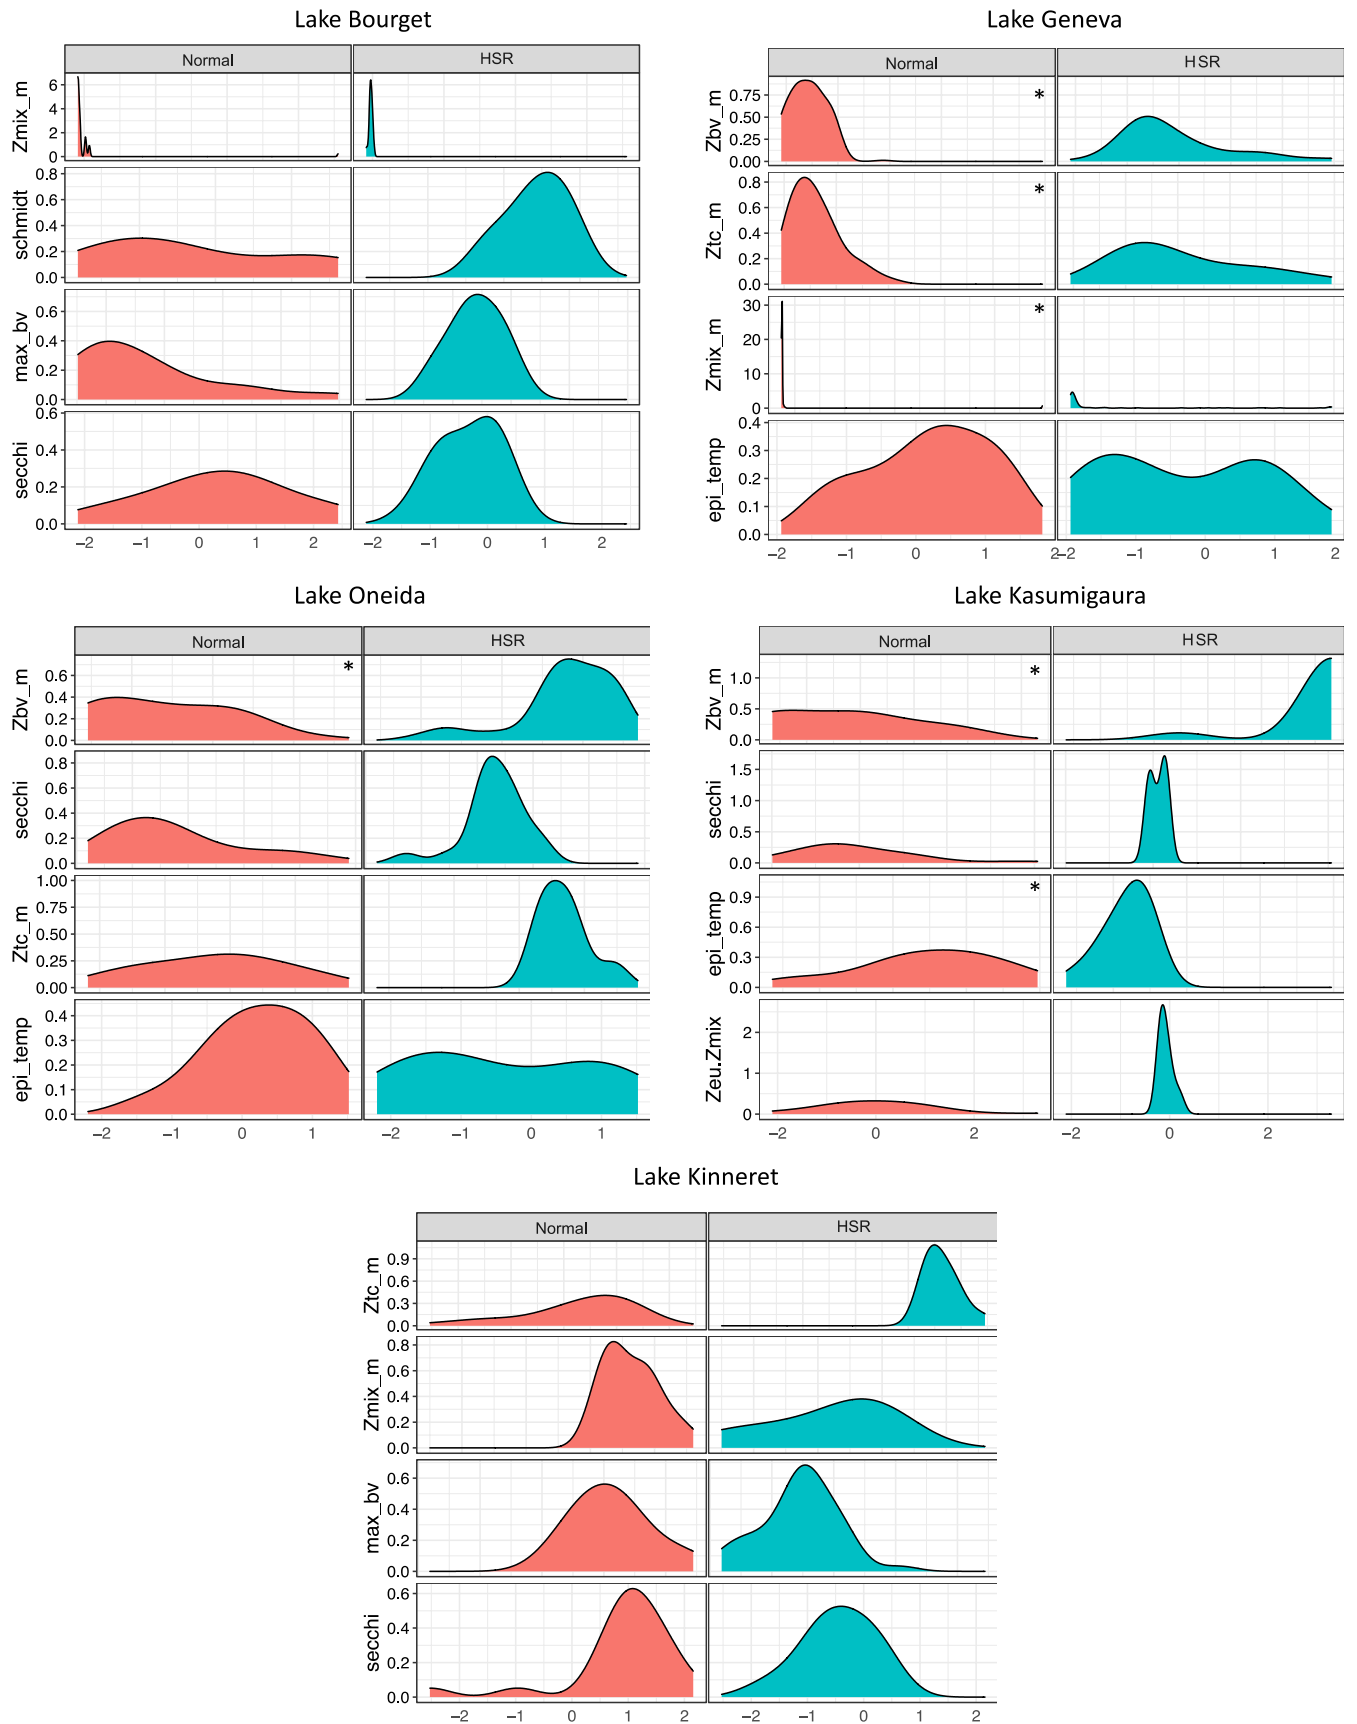 Lake Bourget
Normal HSR
Zmix_m
6
4
2
0
schmidt
0.8
0.6
0.4
0.2
0.0
max_bv
0.6
0.4
0.2
0.0
secchi
0.6
0.4
0.2
0.0
−2 −1 0 1 2 −2 −1 0 1 2
Lake Geneva
Normal HSR
Zbv_m
0.75
0.50
0.25
0.00
*
Ztc_m
0.8
0.6
0.4
0.2
0.0
*
Zmix_m
30
20
10
0
*
epi_temp
0.4
0.3
0.2
0.1
0.0
−2 −1 0 1 2 −2 −1 0 1 2
Lake Oneida
Normal HSR
Zbv_m
0.6
0.4
0.2
0.0
*
secchi
0.8
0.6
0.4
0.2
0.0
Ztc_m
1.00
0.75
0.50
0.25
0.00
epi_temp
0.4
0.3
0.2
0.1
0.0
−2 −1 0 1 −2 −1 0 1
Lake Kasumigaura
Normal HSR
Zbv_m
1.0
0.5
0.0
*
secchi
1.5
1.0
0.5
0.0
epi_temp
0.9
0.6
0.3
0.0
*
Zeu.Zmix
2
1
0
−2 0 2 −2 0 2
Lake Kinneret
Normal HSR
Ztc_m
0.9
0.6
0.3
0.0
Zmix_m
0.8
0.6
0.4
0.2
0.0
max_bv
0.6
0.4
0.2
0.0
secchi
0.6
0.4
0.2
0.0
−2 −1 0 1 2 −2 −1 0 1 2